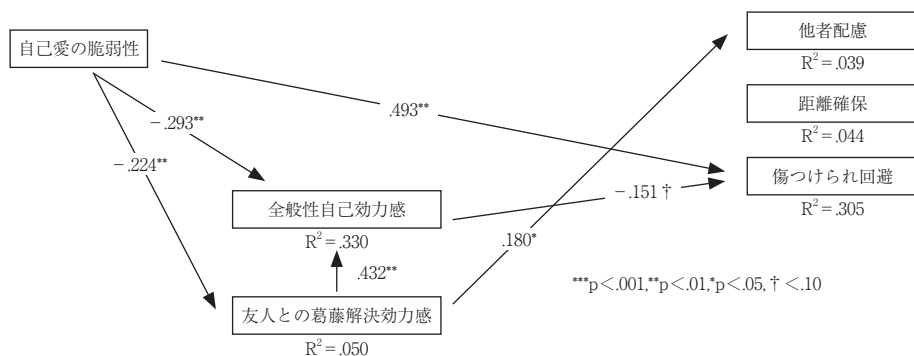 他者配慮
R²=.039
自己愛の脆弱性
距離確保
R²=.044
.493**
−.293**
−.224**
傷つけられ回避
R²=.305
−.151†
全般性自己効力感
R²=.330
.180*
.432**
***p<.001,**p<.01,*p<.05,†<.10
友人との葛藤解決効力感
R²=.050